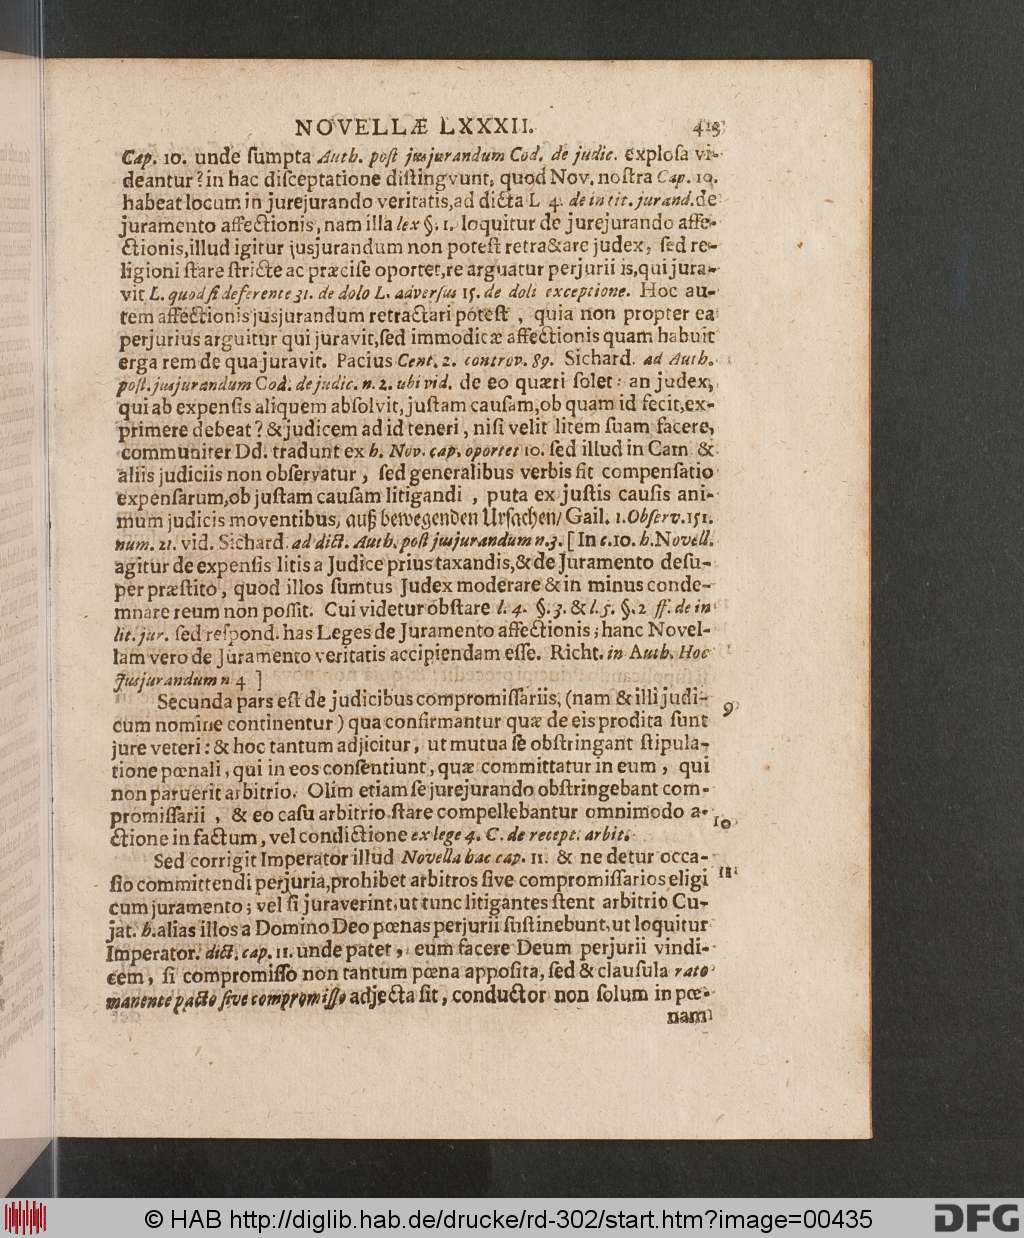 NOVELLÆ LXXXII. 413
Cap. 10. unde ſumpta Auth. poſt jusjurandum Cod. de judic. exploſa vi-
deantur? in hac diſceptatione diſtingvunt, quod Nov. noſtra Cap. 10.
habeat locum in jurejurando veritatis, ad dicta L 4. de in tit. jurand. de
juramento affectionis, nam illa lex §. 1. loquitur de jurejurando affe-
ctionis, illud igitur jusjurandum non poteſt retractare judex, ſed re-
ligioni ſtare ſtricte ac præciſe oportet, re arguatur perjurii is, qui jura-
vit L. quod ſi deferente 31. de dolo L. adverſus 15. de doli exceptione. Hoc au-
tem affectionis jusjurandum retractari poteſt, quia non propter ea
perjurius arguitur qui juravit, ſed immodicæ affectionis quam habuit
erga rem de qua juravit. Pacius Cent. 2. controv. 89. Sichard. ad Auth.
poſt. jusjurandum Cod. de judic. n. 2. ubi vid. de eo quæri ſolet: an judex,
qui ab expenſis aliquem abſolvit, juſtam cauſam, ob quam id fecit, ex-
primere debeat? & judicem ad id teneri, niſi velit litem ſuam facere,
communiter Dd. tradunt ex h. Nov. cap. oportet 10. ſed illud in Cam &
aliis judiciis non obſervatur, ſed generalibus verbis fit compenſatio
expenſarum, ob juſtam cauſam litigandi, puta ex juſtis cauſis ani-
mum judicis moventibus, auß bewegenden Urſachen/ Gail. 1. Obſerv. 151.
num. 21. vid. Sichard. ad dict. Auth. poſt jusjurandum n. 3. [ In c. 10. h. Novell.
agitur de expenſis litis a Judice prius taxandis, & de Juramento deſu-
per præſtito, quod illos ſumtus Judex moderare & in minus conde-
mnare reum non poſſit. Cui videtur obſtare l. 4. §. 3. & l. 5. §. 2 ff. de in
lit. jur. ſed reſpond. has Leges de Juramento affectionis; hanc Novel-
lam vero de Juramento veritatis accipiendam eſſe. Richt. in Auth. Hoc
Jusjurandum n 4 ]
Secunda pars eſt de judicibus compromiſſariis, (nam & illi judi- 9
cum nomine continentur) qua confirmantur quæ de eis prodita ſunt
jure veteri: & hoc tantum adjicitur, ut mutua ſe obſtringant ſtipula-
tione pœnali, qui in eos conſentiunt, quæ committatur in eum, qui
non paruerit arbitrio. Olim etiam ſe jurejurando obſtringebant com-
promiſſarii, & eo caſu arbitrio ſtare compellebantur omnimodo a- 10
ctione in factum, vel condictione ex lege 4. C. de recept. arbit.
Sed corrigit Imperator illud Novella hac cap. 11. & ne detur occa- 11
ſio committendi perjuria, prohibet arbitros ſive compromiſſarios eligi
cum juramento; vel ſi juraverint, ut tunc litigantes ſtent arbitrio Cu-
jat. h. alias illos a Domino Deo pœnas perjurii ſuſtinebunt, ut loquitur
Imperator. dict. cap. 11. unde patet, eum facere Deum perjurii vindi-
cem, ſi compromiſſo non tantum pœna appoſita, ſed & clauſula rato
manente pacto ſive compromiſſo adjecta ſit, conductor non ſolum in pœ-
nam
© HAB http://diglib.hab.de/drucke/rd-302/start.htm?image=00435
DFG